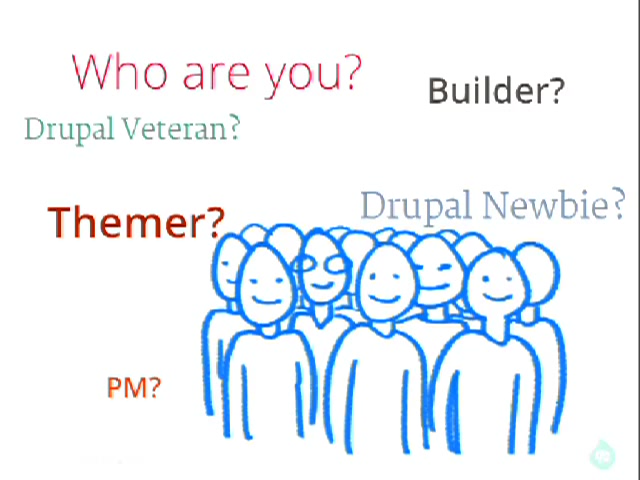 Who are you?
Builder?
Drupal Veteran?
Drupal Newbie?
Themer?
PM?